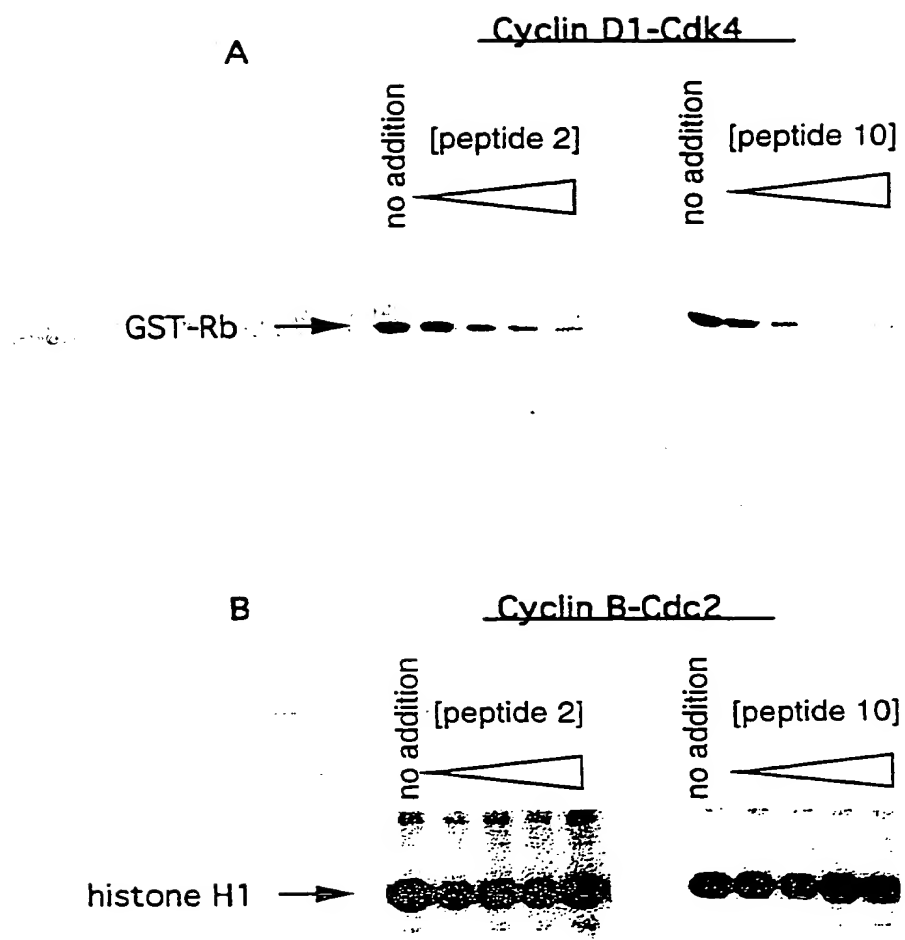 A
Cyclin D1-Cdk4
no addition
[peptide 2]
no addition
[peptide 10]
GST-Rb
B
Cyclin B-Cdc2
no addition
[peptide 2]
no addition
[peptide 10]
histone H1